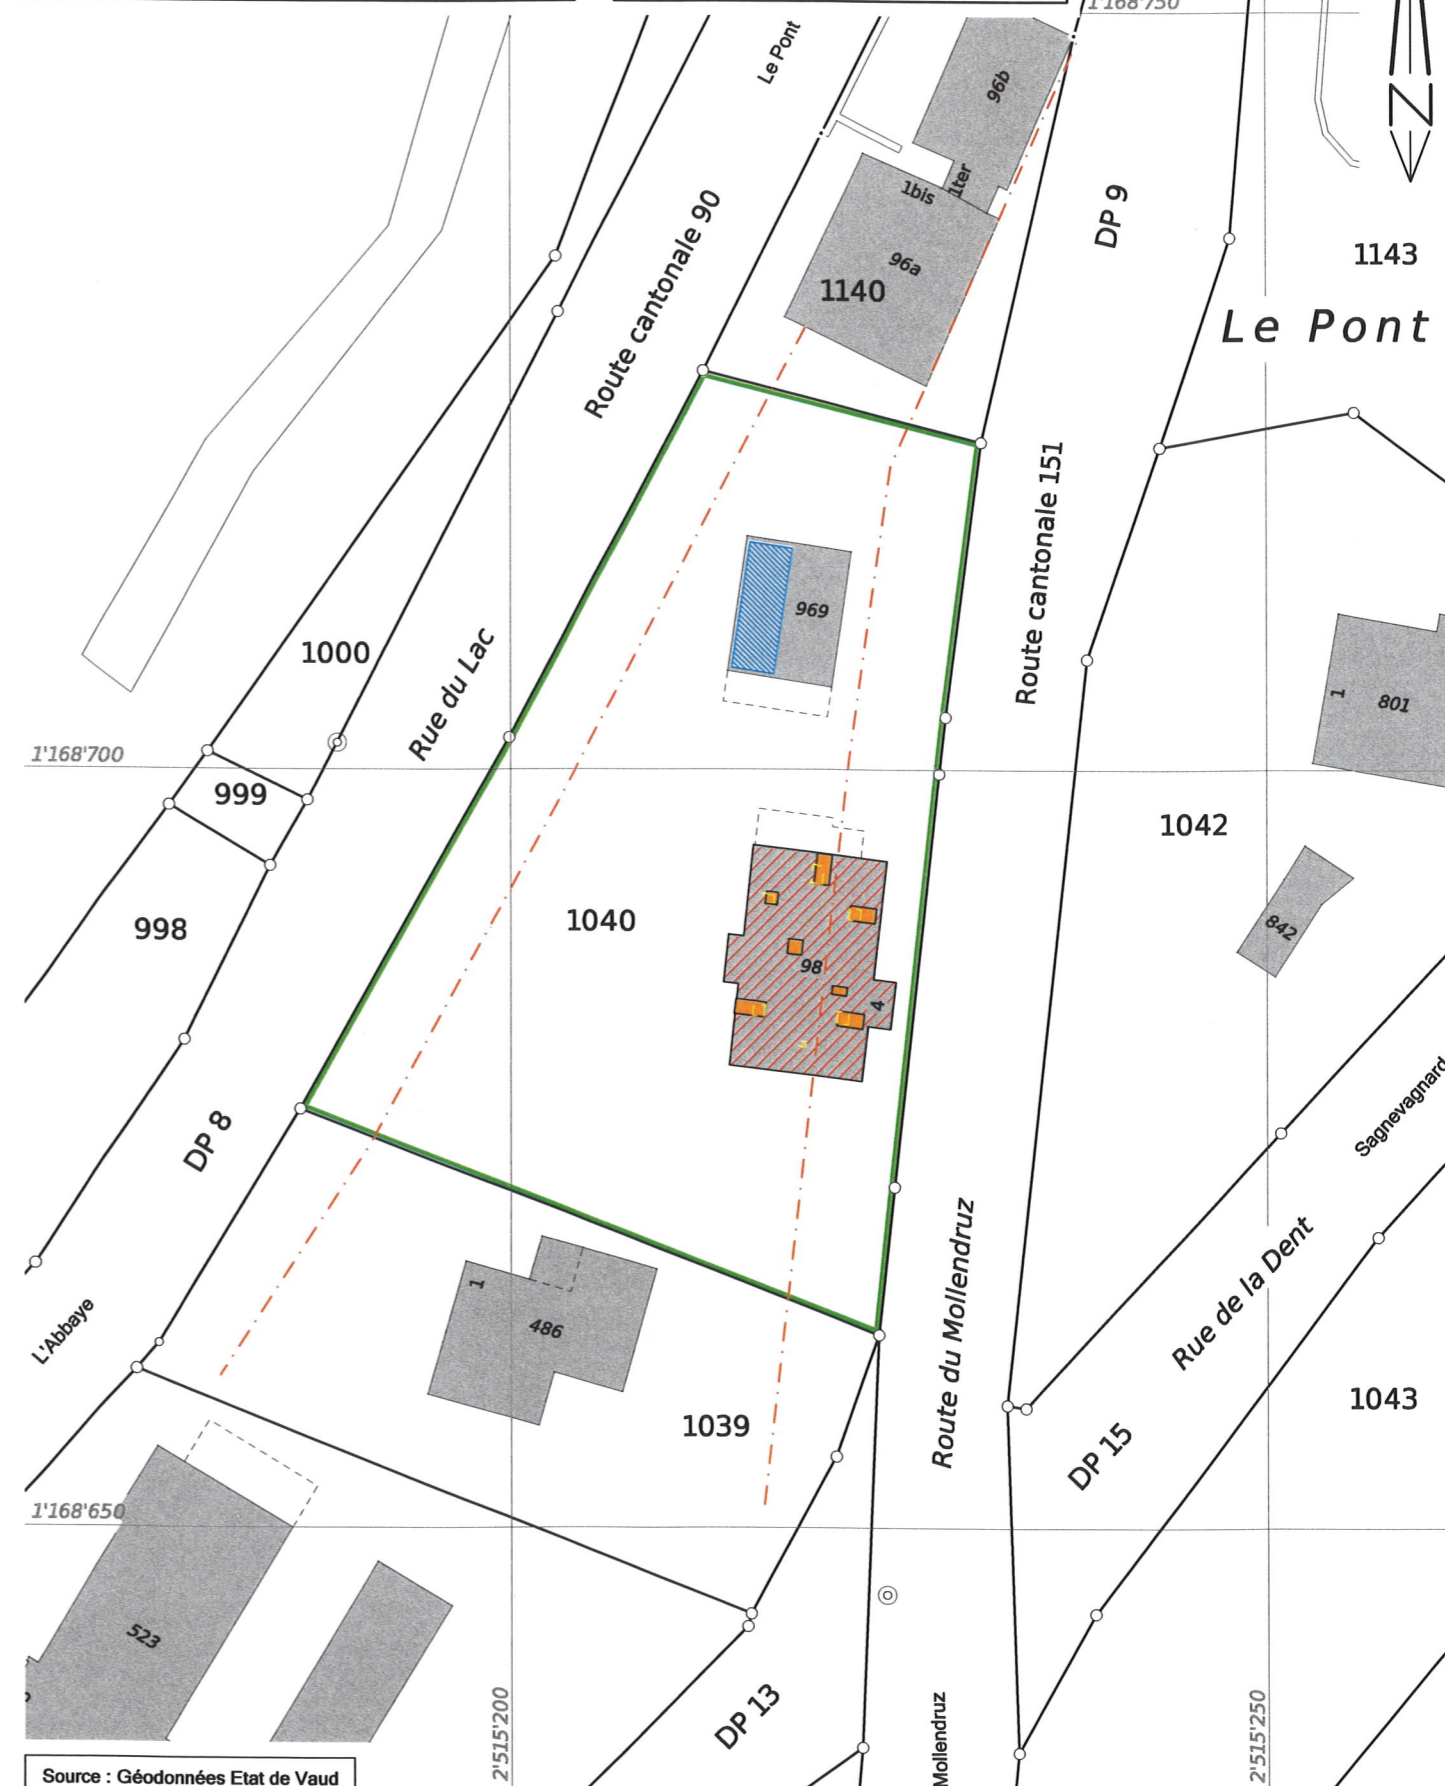 1'168'750
Le Pont
96b
1ter
1bis
96a
1140
Route cantonale 90
DP 9
N
1143
Le Pont
Route cantonale 151
969
1
801
1000
Rue du Lac
1'168'700
999
998
1040
98
4
1042
842
DP 8
Sagnevagnard
Rue de la Dent
L'Abbaye
1
486
1039
Route du Mollendruz
DP 15
1043
1'168'650
523
DP 13
2'515'200
Mollendruz
2'515'250
Source : Géodonnées Etat de Vaud